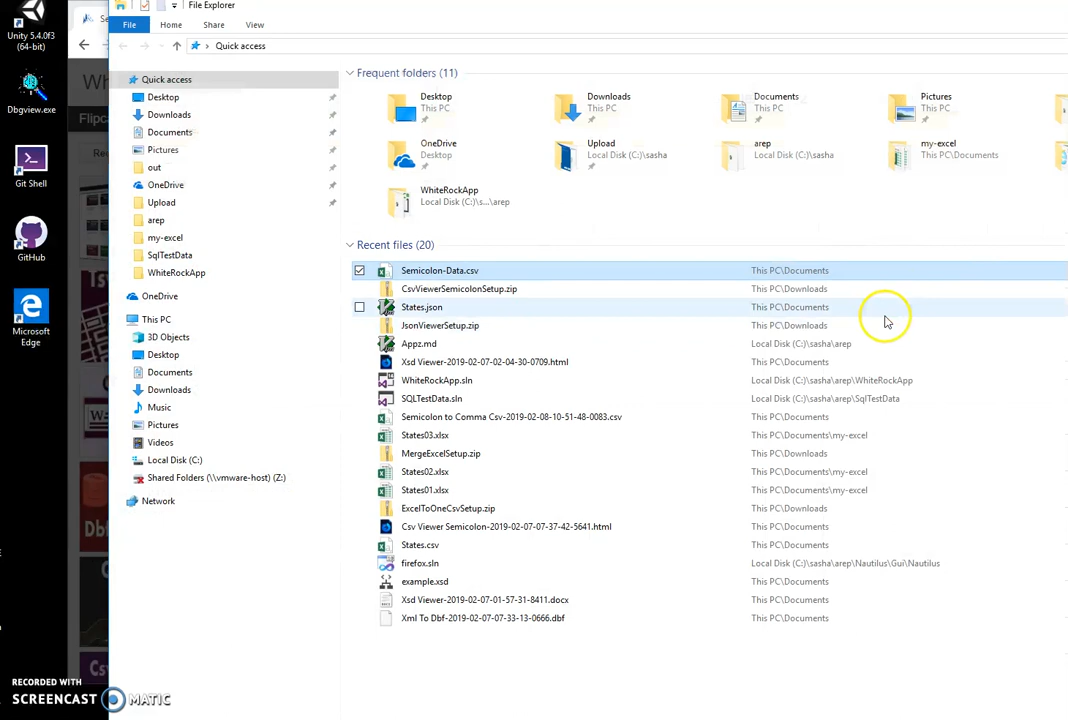 Unity 5.4.0f3
(64-bit)
Dbgview.exe
Git Shell
GitHub
Microsoft
Edge
File Explorer
File Home Share View
Quick access
Quick access
Desktop
Downloads
Documents
Pictures
out
OneDrive
Upload
arep
my-excel
SqlTestData
WhiteRockApp
OneDrive
This PC
3D Objects
Desktop
Documents
Downloads
Music
Pictures
Videos
Local Disk (C:)
Shared Folders (\\vmware-host) (Z:)
Network
Frequent folders (11)
Desktop
This PC
Downloads
This PC
Documents
This PC
Pictures
This PC
OneDrive
Desktop
Upload
Local Disk (C:)\sasha
arep
Local Disk (C:)\sasha
my-excel
This PC\Documents
WhiteRockApp
Local Disk (C:)\s...\arep
Recent files (20)
Semicolon-Data.csv This PC\Documents
CsvViewerSemicolonSetup.zip This PC\Downloads
States.json This PC\Documents
JsonViewerSetup.zip This PC\Downloads
Appz.md Local Disk (C:)\sasha\arep
Xsd Viewer-2019-02-07-02-04-30-0709.html This PC\Documents
WhiteRockApp.sln Local Disk (C:)\sasha\arep\WhiteRockApp
SQLTestData.sln Local Disk (C:)\sasha\arep\SqlTestData
Semicolon to Comma Csv-2019-02-08-10-51-48-0083.csv This PC\Documents
States03.xlsx This PC\Documents\my-excel
MergeExcelSetup.zip This PC\Downloads
States02.xlsx This PC\Documents\my-excel
States01.xlsx This PC\Documents\my-excel
ExcelToOneCsvSetup.zip This PC\Downloads
Csv Viewer Semicolon-2019-02-07-07-37-42-5641.html This PC\Documents
States.csv This PC\Documents
firefox.sln Local Disk (C:)\sasha\arep\Nautilus\Gui\Nautilus
example.xsd This PC\Documents
Xsd Viewer-2019-02-07-01-57-31-8411.docx This PC\Documents
Xml To Dbf-2019-02-07-07-33-13-0666.dbf This PC\Documents
RECORDED WITH
SCREENCAST MATIC